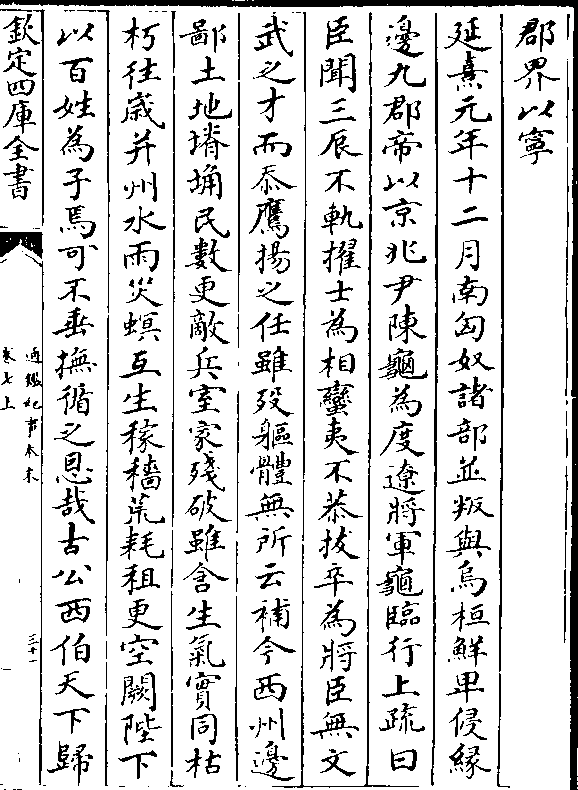 郡界以寧
延熹元年十二月南匈奴諸部並叛與烏桓鮮卑侵緣
邊九郡帝以京兆尹陳龜為度遼將軍龜臨行上疏曰
臣聞三辰不軌擢士為相蠻夷不恭拔卒為將臣無文
武之才而忝鷹揚之任雖歿軀體無所云補今西州邊
鄙土地塉埆民數更敵兵室家殘破雖含生氣實同枯
朽往歲并州水雨災螟互生稼穡荒耗租更空闕陛下
以百姓為子焉可不垂撫循之恩哉古公西伯天下歸
欽定四庫全書
通鑑紀事本末
卷七上
三十一